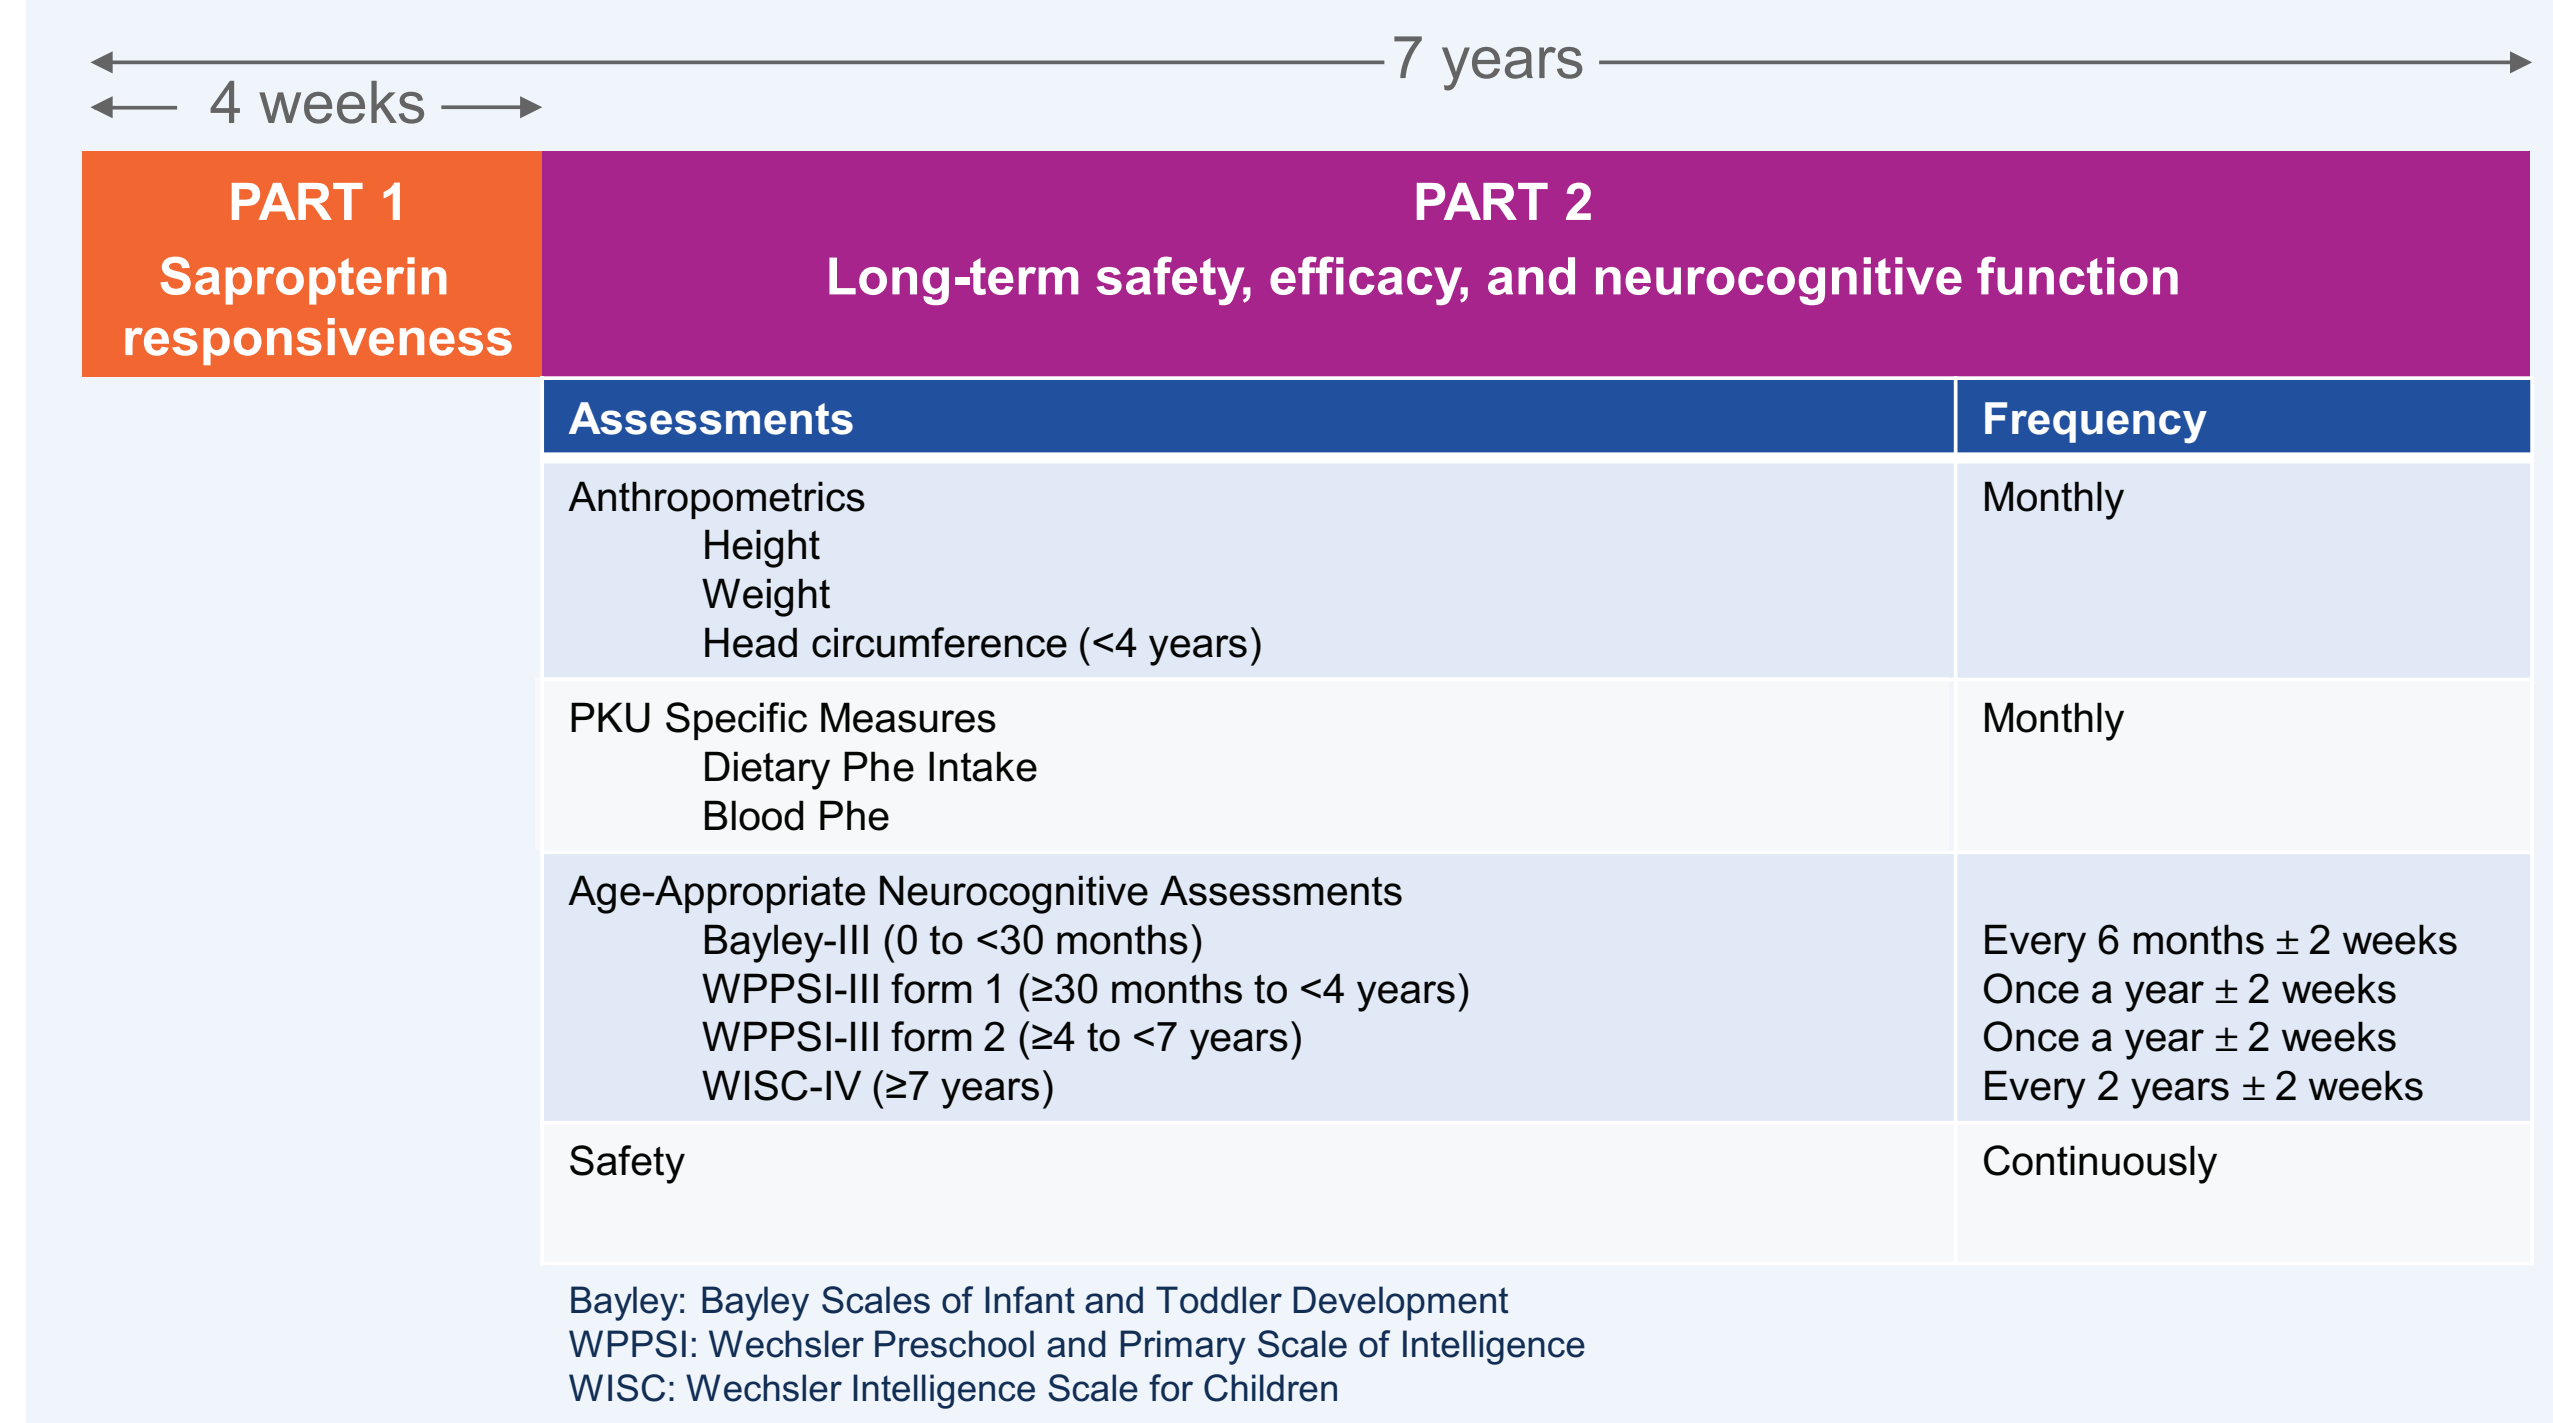 7 years
4 weeks
PART 1
Sapropterin
responsiveness
PART 2
Long-term safety, efficacy, and neurocognitive function
Assessments
Frequency
Anthropometrics
Monthly
Height
Weight
Head circumference (<4 years)
PKU Specific Measures
Monthly
Dietary Phe Intake
Blood Phe
Age-Appropriate Neurocognitive Assessments
Bayley-III (0 to <30 months)
Every 6 months ± 2 weeks
WPPSI-III form 1 (≥30 months to <4 years)
Once a year ± 2 weeks
WPPSI-III form 2 (≥4 to <7 years)
Once a year ± 2 weeks
WISC-IV (≥7 years)
Every 2 years ± 2 weeks
Safety
Continuously
Bayley: Bayley Scales of Infant and Toddler Development
WPPSI: Wechsler Preschool and Primary Scale of Intelligence
WISC: Wechsler Intelligence Scale for Children